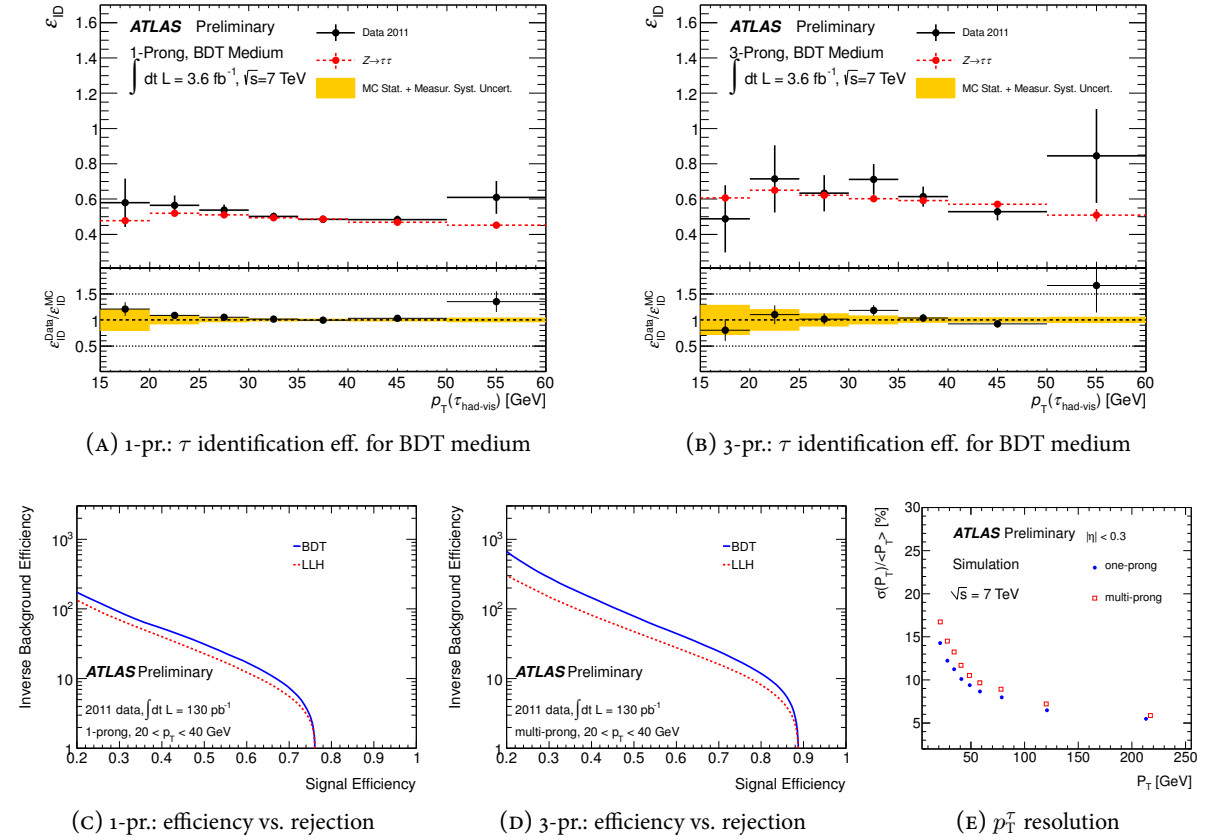 ε_ID
1.6
1.4
1.2
1
0.8
0.6
0.4
ATLAS Preliminary
1-Prong, BDT Medium
∫ dt L = 3.6 fb⁻¹, √s=7 TeV
Data 2011
Z→ττ
MC Stat. + Measur. Syst. Uncert.
ε_ID^Data/ε_ID^MC
1.5
1
0.5
15 20 25 30 35 40 45 50 55 60
p_T(τ_had-vis) [GeV]
(A) 1-pr.: τ identification eff. for BDT medium
ε_ID
1.6
1.4
1.2
1
0.8
0.6
0.4
ATLAS Preliminary
3-Prong, BDT Medium
∫ dt L = 3.6 fb⁻¹, √s=7 TeV
Data 2011
Z→ττ
MC Stat. + Measur. Syst. Uncert.
ε_ID^Data/ε_ID^MC
1.5
1
0.5
15 20 25 30 35 40 45 50 55 60
p_T(τ_had-vis) [GeV]
(B) 3-pr.: τ identification eff. for BDT medium
Inverse Background Efficiency
10³
10²
10
1
BDT
LLH
ATLAS Preliminary
2011 data, ∫dt L = 130 pb⁻¹
1-prong, 20 < p_T < 40 GeV
0.2 0.3 0.4 0.5 0.6 0.7 0.8 0.9 1
Signal Efficiency
(C) 1-pr.: efficiency vs. rejection
Inverse Background Efficiency
10³
10²
10
1
BDT
LLH
ATLAS Preliminary
2011 data, ∫dt L = 130 pb⁻¹
multi-prong, 20 < p_T < 40 GeV
0.2 0.3 0.4 0.5 0.6 0.7 0.8 0.9 1
Signal Efficiency
(D) 3-pr.: efficiency vs. rejection
σ(P_T)/<P_T> [%]
30
25
20
15
10
5
ATLAS Preliminary |η| < 0.3
Simulation
√s = 7 TeV
one-prong
multi-prong
50 100 150 200 250
P_T [GeV]
(E) p_T^τ resolution